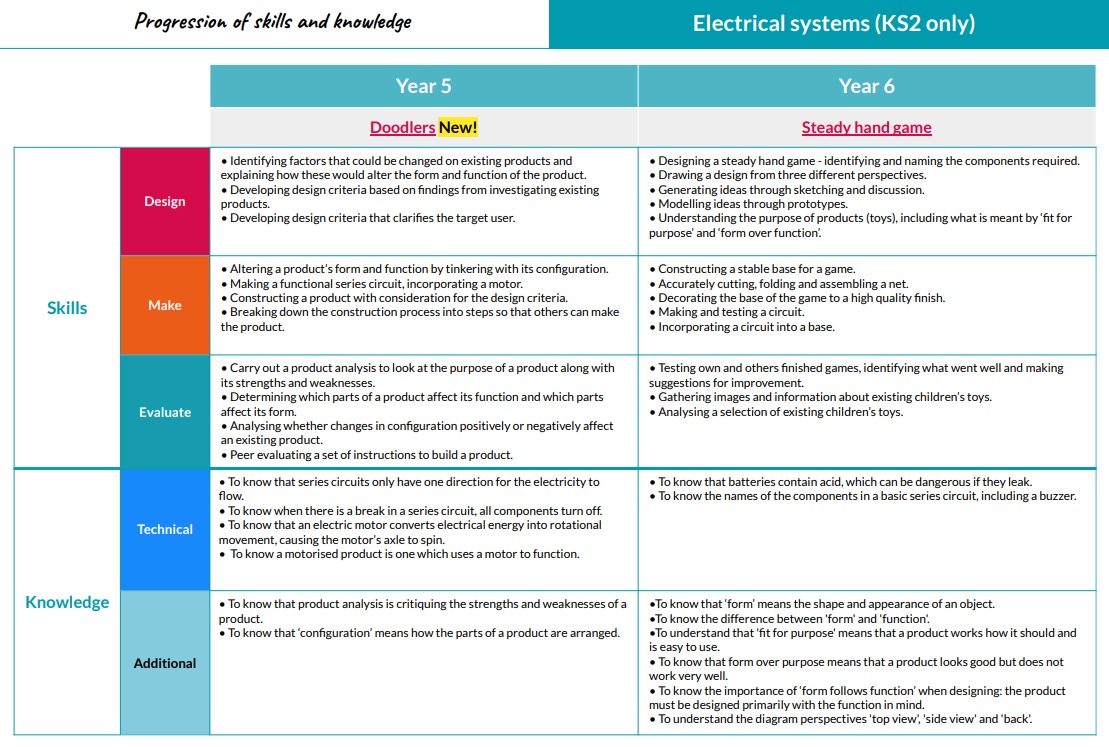 Progression of skills and knowledge
Electrical systems (KS2 only)
Year 5
Year 6
Doodlers New!
Steady hand game
Skills
Design
• Identifying factors that could be changed on existing products and
explaining how these would alter the form and function of the product.
• Developing design criteria based on findings from investigating existing
products.
• Developing design criteria that clarifies the target user.
• Designing a steady hand game - identifying and naming the components required.
• Drawing a design from three different perspectives.
• Generating ideas through sketching and discussion.
• Modelling ideas through prototypes.
• Understanding the purpose of products (toys), including what is meant by ‘fit for
purpose’ and ‘form over function’.
Make
• Altering a product’s form and function by tinkering with its configuration.
• Making a functional series circuit, incorporating a motor.
• Constructing a product with consideration for the design criteria.
• Breaking down the construction process into steps so that others can make
the product.
• Constructing a stable base for a game.
• Accurately cutting, folding and assembling a net.
• Decorating the base of the game to a high quality finish.
• Making and testing a circuit.
• Incorporating a circuit into a base.
Evaluate
• Carry out a product analysis to look at the purpose of a product along with
its strengths and weaknesses.
• Determining which parts of a product affect its function and which parts
affect its form.
• Analysing whether changes in configuration positively or negatively affect
an existing product.
• Peer evaluating a set of instructions to build a product.
• Testing own and others finished games, identifying what went well and making
suggestions for improvement.
• Gathering images and information about existing children’s toys.
• Analysing a selection of existing children’s toys.
Knowledge
Technical
• To know that series circuits only have one direction for the electricity to
flow.
• To know when there is a break in a series circuit, all components turn off.
• To know that an electric motor converts electrical energy into rotational
movement, causing the motor’s axle to spin.
• To know a motorised product is one which uses a motor to function.
• To know that batteries contain acid, which can be dangerous if they leak.
• To know the names of the components in a basic series circuit, including a buzzer.
Additional
• To know that product analysis is critiquing the strengths and weaknesses of a
product.
• To know that ‘configuration’ means how the parts of a product are arranged.
•To know that ‘form’ means the shape and appearance of an object.
•To know the difference between 'form' and 'function'.
•To understand that 'fit for purpose' means that a product works how it should and
is easy to use.
• To know that form over purpose means that a product looks good but does not
work very well.
• To know the importance of ‘form follows function’ when designing: the product
must be designed primarily with the function in mind.
• To understand the diagram perspectives 'top view', 'side view' and 'back'.